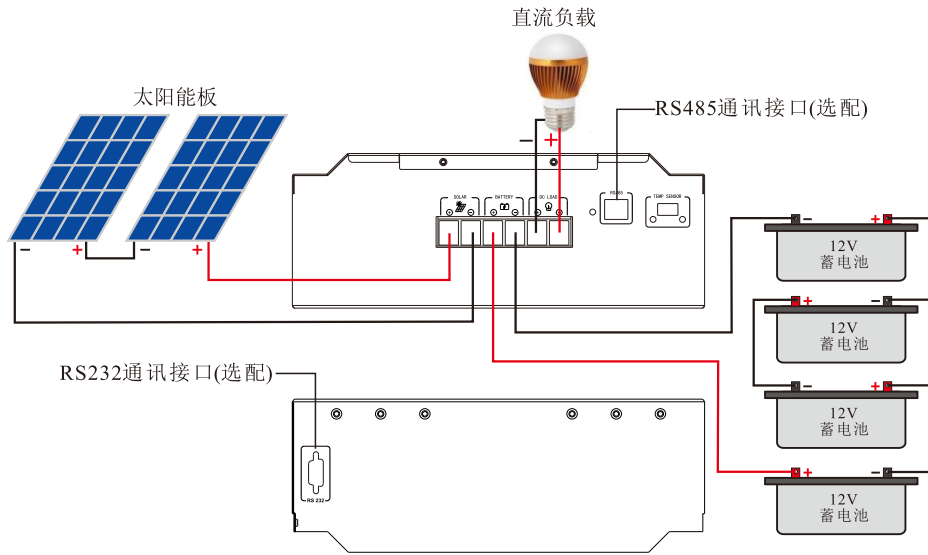 直流负载
太阳能板
RS485通讯接口(选配)
− +
SOLAR BATTERY DC LOAD
RS485
TEMP SENSOR
− + − +
− +
12V
蓄电池
+ −
12V
蓄电池
RS232通讯接口(选配)
− +
12V
蓄电池
+ −
12V
蓄电池
RS 232